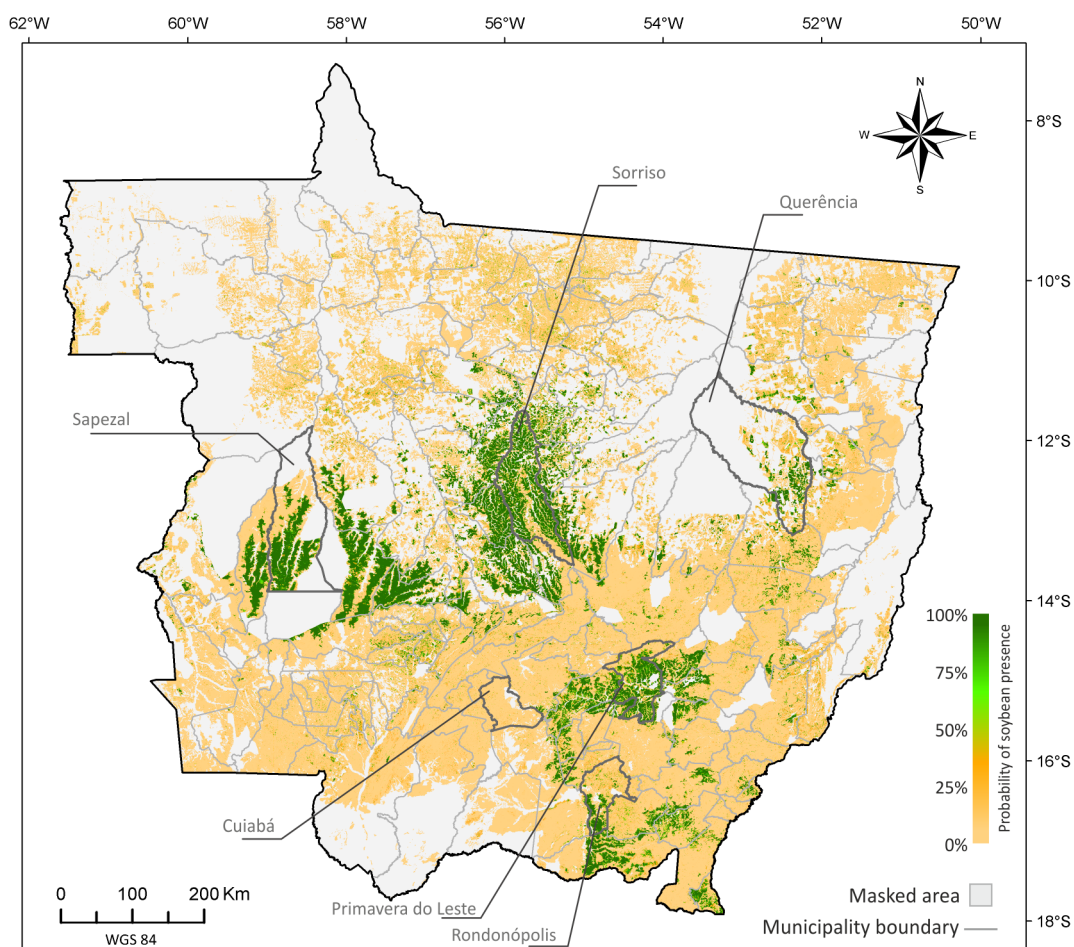 62°W 60°W 58°W 56°W 54°W 52°W 50°W
N
W E
S
8°S
Sorriso
Querência
10°S
Sapezal
12°S
14°S
100%
75%
50%
25%
0%
Probability of soybean presence
16°S
Cuiabá
0 100 200 Km
WGS 84
Primavera do Leste
Rondonópolis
Masked area
Municipality boundary
18°S